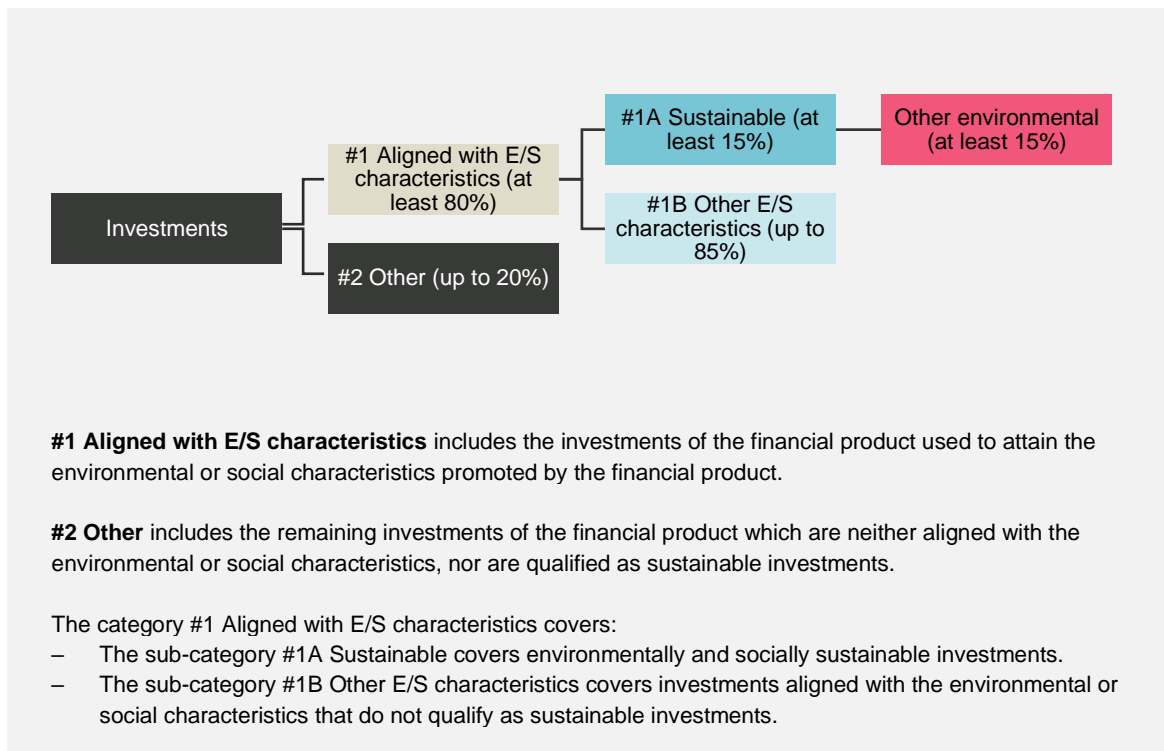 #1A Sustainable (at
least 15%)
Other environmental
(at least 15%)
#1 Aligned with E/S
characteristics (at
least 80%)
#1B Other E/S
characteristics (up to
85%)
Investments
#2 Other (up to 20%)
#1 Aligned with E/S characteristics includes the investments of the financial product used to attain the
environmental or social characteristics promoted by the financial product.
#2 Other includes the remaining investments of the financial product which are neither aligned with the
environmental or social characteristics, nor are qualified as sustainable investments.
The category #1 Aligned with E/S characteristics covers:
– The sub-category #1A Sustainable covers environmentally and socially sustainable investments.
– The sub-category #1B Other E/S characteristics covers investments aligned with the environmental or
social characteristics that do not qualify as sustainable investments.